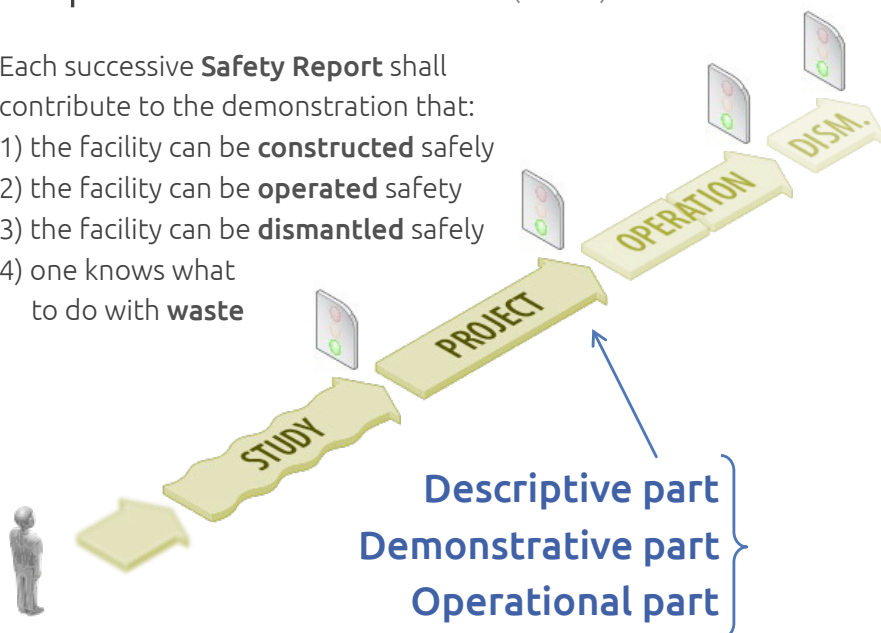 Each successive Safety Report shall
contribute to the demonstration that:
1) the facility can be constructed safely
2) the facility can be operated safety
3) the facility can be dismantled safely
4) one knows what
to do with waste
DISM.
OPERATION
PROJECT
STUDY
Descriptive part
Demonstrative part
Operational part